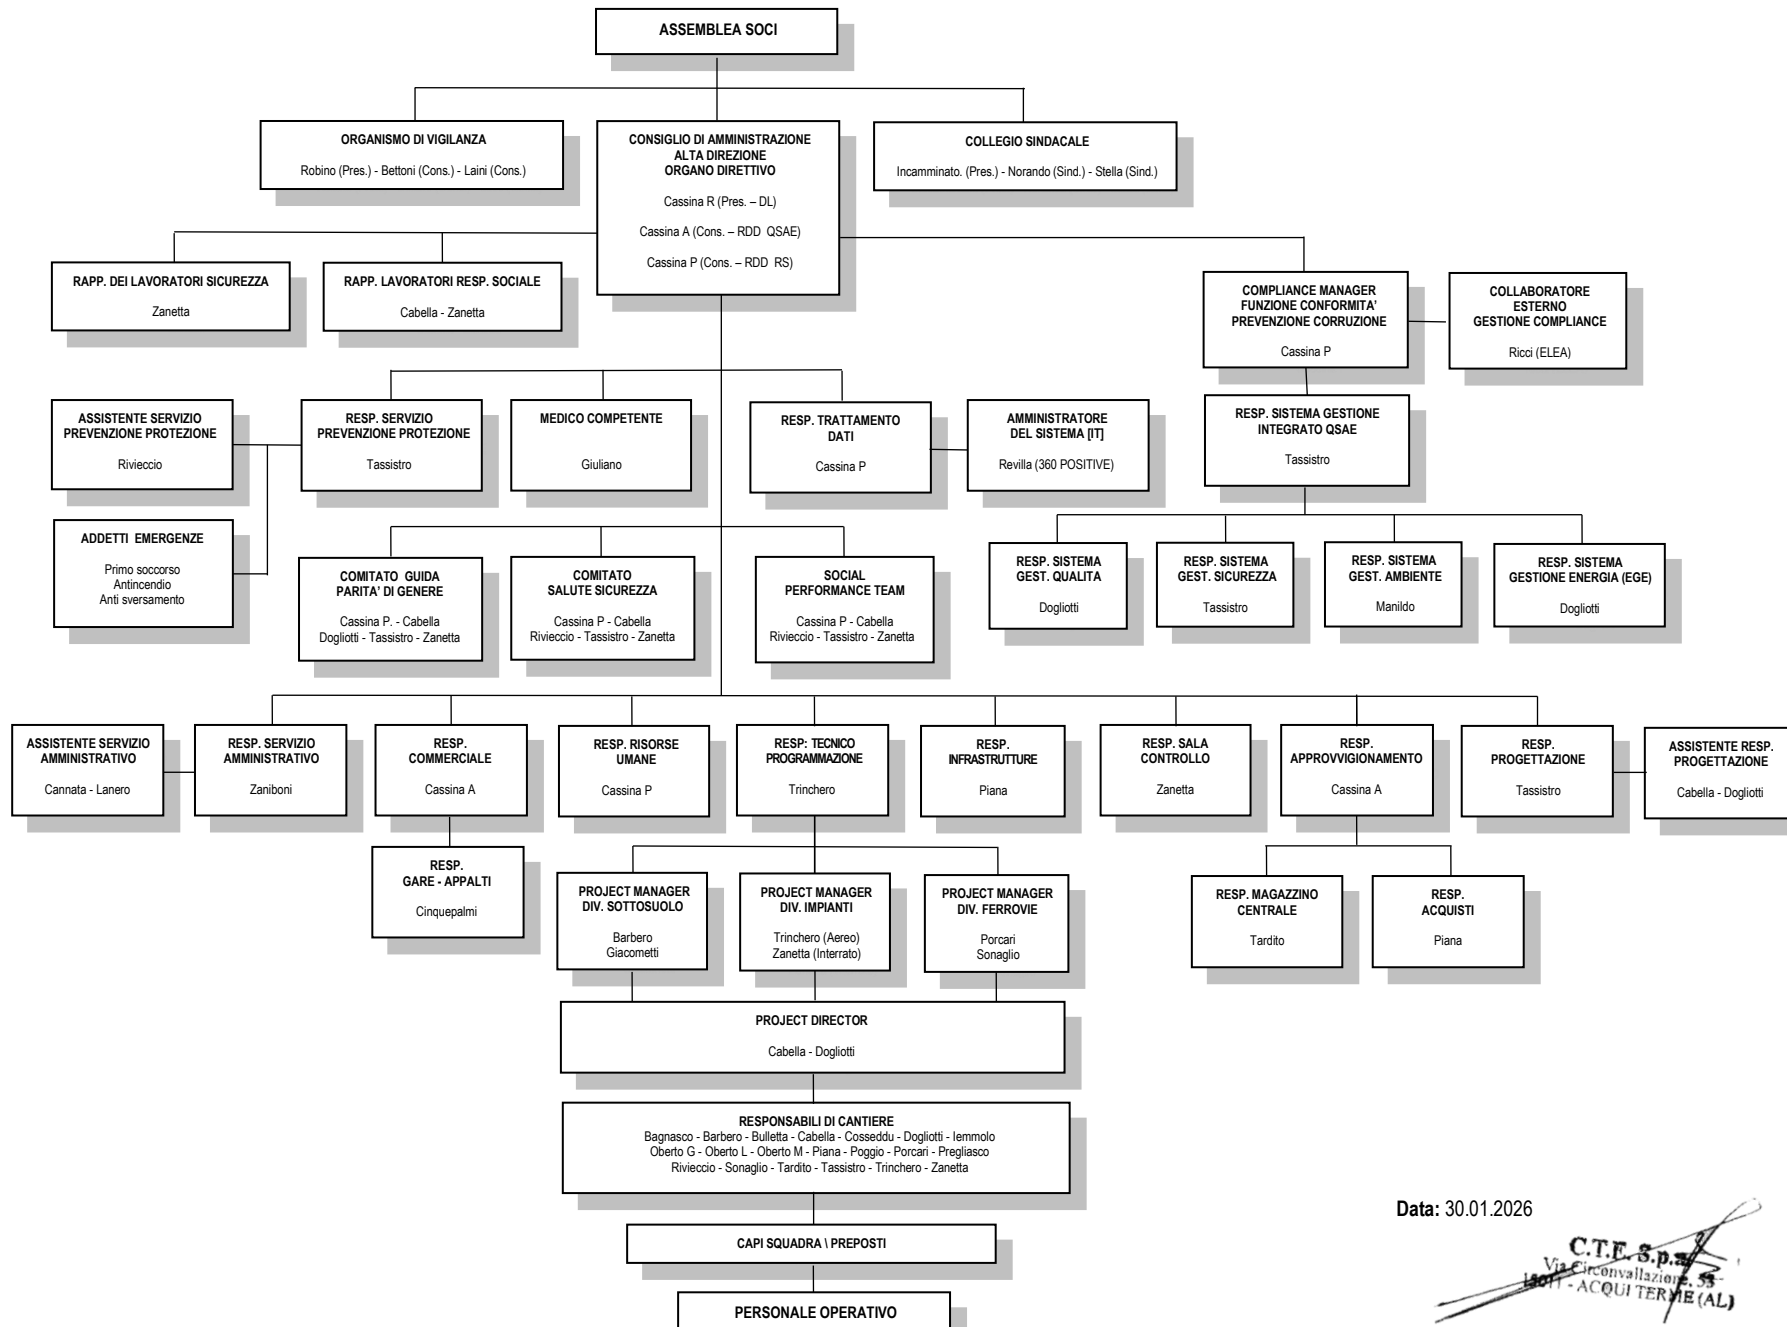 ASSEMBLEA SOCI
ORGANISMO DI VIGILANZA
Robino (Pres.) - Bettoni (Cons.) - Laini (Cons.)
CONSIGLIO DI AMMINISTRAZIONE
ALTA DIREZIONE
ORGANO DIRETTIVO
Cassina R (Pres. – DL)
Cassina A (Cons. – RDD QSAE)
Cassina P (Cons. – RDD RS)
COLLEGIO SINDACALE
Incamminato. (Pres.) - Norando (Sind.) - Stella (Sind.)
RAPP. DEI LAVORATORI SICUREZZA
Zanetta
RAPP. LAVORATORI RESP. SOCIALE
Cabella - Zanetta
COMPLIANCE MANAGER
FUNZIONE CONFORMITA’
PREVENZIONE CORRUZIONE
Cassina P
COLLABORATORE
ESTERNO
GESTIONE COMPLIANCE
Ricci (ELEA)
ASSISTENTE SERVIZIO
PREVENZIONE PROTEZIONE
Rivieccio
RESP. SERVIZIO
PREVENZIONE PROTEZIONE
Tassistro
MEDICO COMPETENTE
Giuliano
RESP. TRATTAMENTO
DATI
Cassina P
AMMINISTRATORE
DEL SISTEMA [IT]
Revilla (360 POSITIVE)
RESP. SISTEMA GESTIONE
INTEGRATO QSAE
Tassistro
ADDETTI EMERGENZE
Primo soccorso
Antincendio
Anti sversamento
COMITATO GUIDA
PARITA’ DI GENERE
Cassina P. - Cabella
Dogliotti - Tassistro - Zanetta
COMITATO
SALUTE SICUREZZA
Cassina P - Cabella
Rivieccio - Tassistro - Zanetta
SOCIAL
PERFORMANCE TEAM
Cassina P - Cabella
Rivieccio - Tassistro - Zanetta
RESP. SISTEMA
GEST. QUALITA
Dogliotti
RESP. SISTEMA
GEST. SICUREZZA
Tassistro
RESP. SISTEMA
GEST. AMBIENTE
Manildo
RESP. SISTEMA
GESTIONE ENERGIA (EGE)
Dogliotti
ASSISTENTE SERVIZIO
AMMINISTRATIVO
Cannata - Lanero
RESP. SERVIZIO
AMMINISTRATIVO
Zaniboni
RESP.
COMMERCIALE
Cassina A
RESP. RISORSE
UMANE
Cassina P
RESP: TECNICO
PROGRAMMAZIONE
Trinchero
RESP.
INFRASTRUTTURE
Piana
RESP. SALA
CONTROLLO
Zanetta
RESP.
APPROVVIGIONAMENTO
Cassina A
RESP.
PROGETTAZIONE
Tassistro
ASSISTENTE RESP.
PROGETTAZIONE
Cabella - Dogliotti
RESP.
GARE - APPALTI
Cinquepalmi
PROJECT MANAGER
DIV. SOTTOSUOLO
Barbero
Giacometti
PROJECT MANAGER
DIV. IMPIANTI
Trinchero (Aereo)
Zanetta (Interrato)
PROJECT MANAGER
DIV. FERROVIE
Porcari
Sonaglio
RESP. MAGAZZINO
CENTRALE
Tardito
RESP.
ACQUISTI
Piana
PROJECT DIRECTOR
Cabella - Dogliotti
RESPONSABILI DI CANTIERE
Bagnasco - Barbero - Bulletta - Cabella - Cosseddu - Dogliotti - Iemmolo
Oberto G - Oberto L - Oberto M - Piana - Poggio - Porcari - Pregliasco
Rivieccio - Sonaglio - Tardito - Tassistro - Trinchero - Zanetta
CAPI SQUADRA \ PREPOSTI
PERSONALE OPERATIVO
Data: 30.01.2026
C.T.E. S.p.a
Via Circonvallazione, 55
15011 - ACQUI TERME (AL)